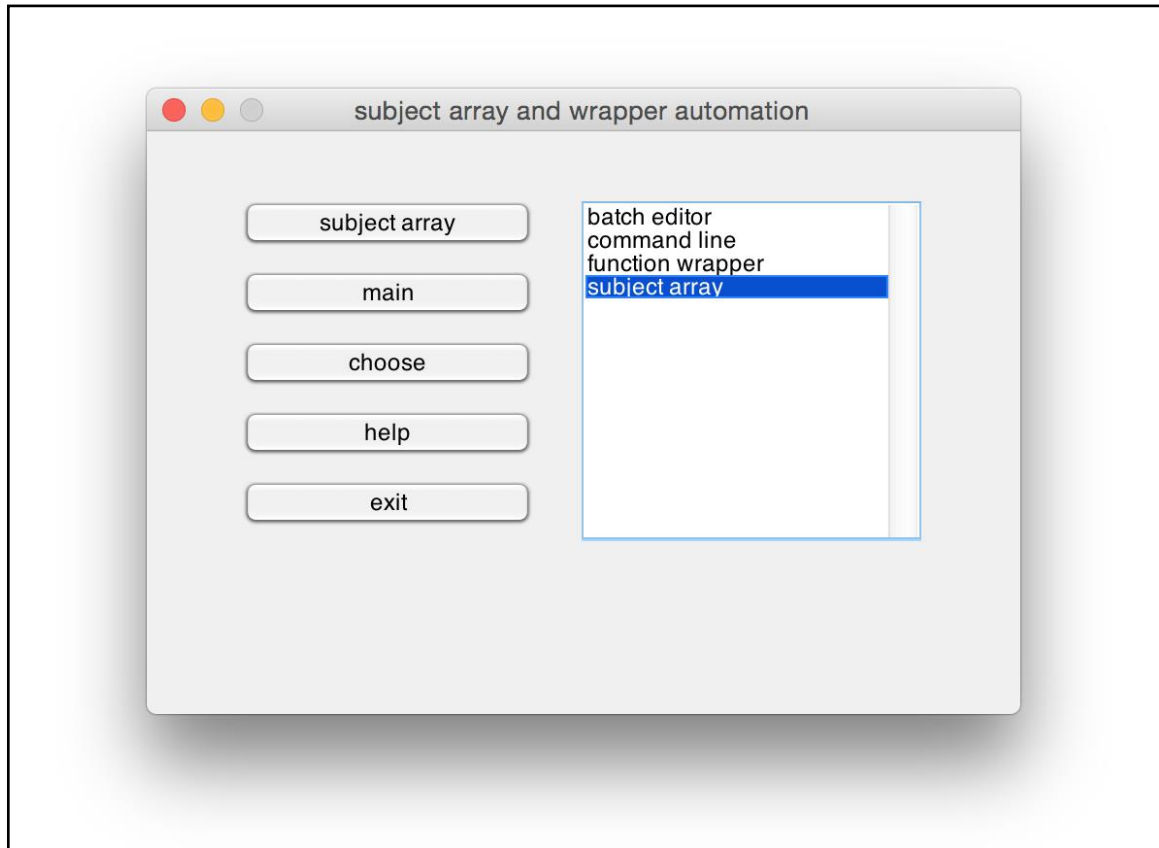 subject array and wrapper automation
subject array
main
choose
help
exit
batch editor
command line
function wrapper
subject array